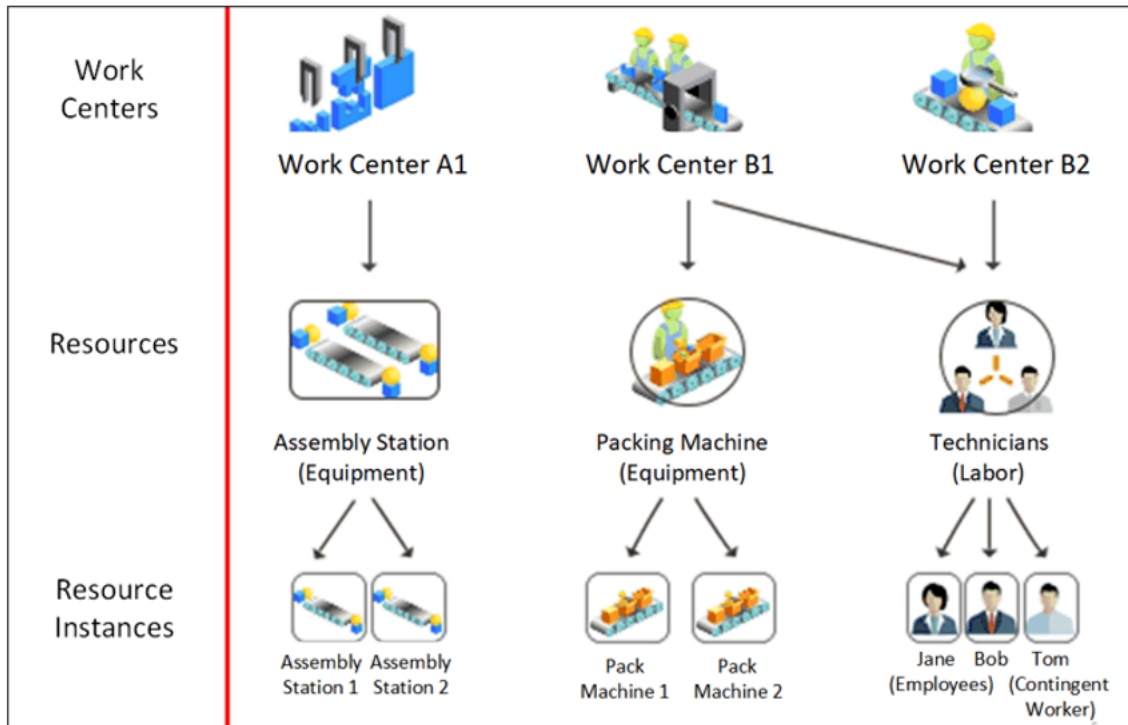 Work
Centers
Work Center A1
Work Center B1
Work Center B2
Resources
Assembly Station
(Equipment)
Packing Machine
(Equipment)
Technicians
(Labor)
Resource
Instances
Assembly
Station 1
Assembly
Station 2
Pack
Machine 1
Pack
Machine 2
Jane
(Employees)
Bob
Tom
(Contingent
Worker)